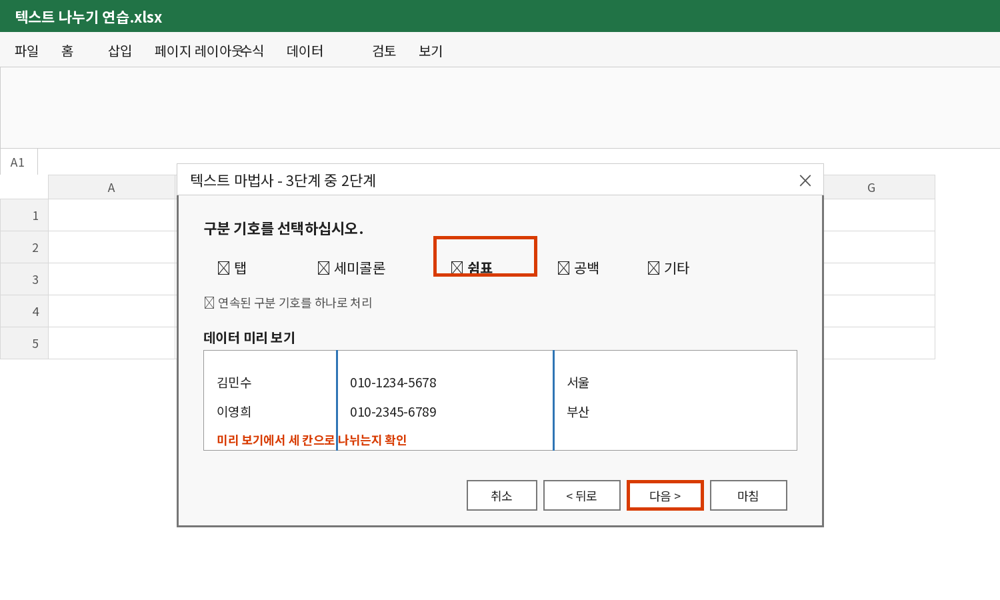 텍스트 나누기 연습.xlsx
파일 홈 삽입 페이지 레이아웃 수식 데이터 검토 보기
A1
텍스트 마법사 - 3단계 중 2단계
A G
1
2
3
4
5
구분 기호를 선택하십시오.
탭 세미콜론 쉼표 공백 기타
연속된 구분 기호를 하나로 처리
데이터 미리 보기
김민수 010-1234-5678 서울
이영희 010-2345-6789 부산
미리 보기에서 세 칸으로 나뉘는지 확인
취소 < 뒤로 다음 > 마침